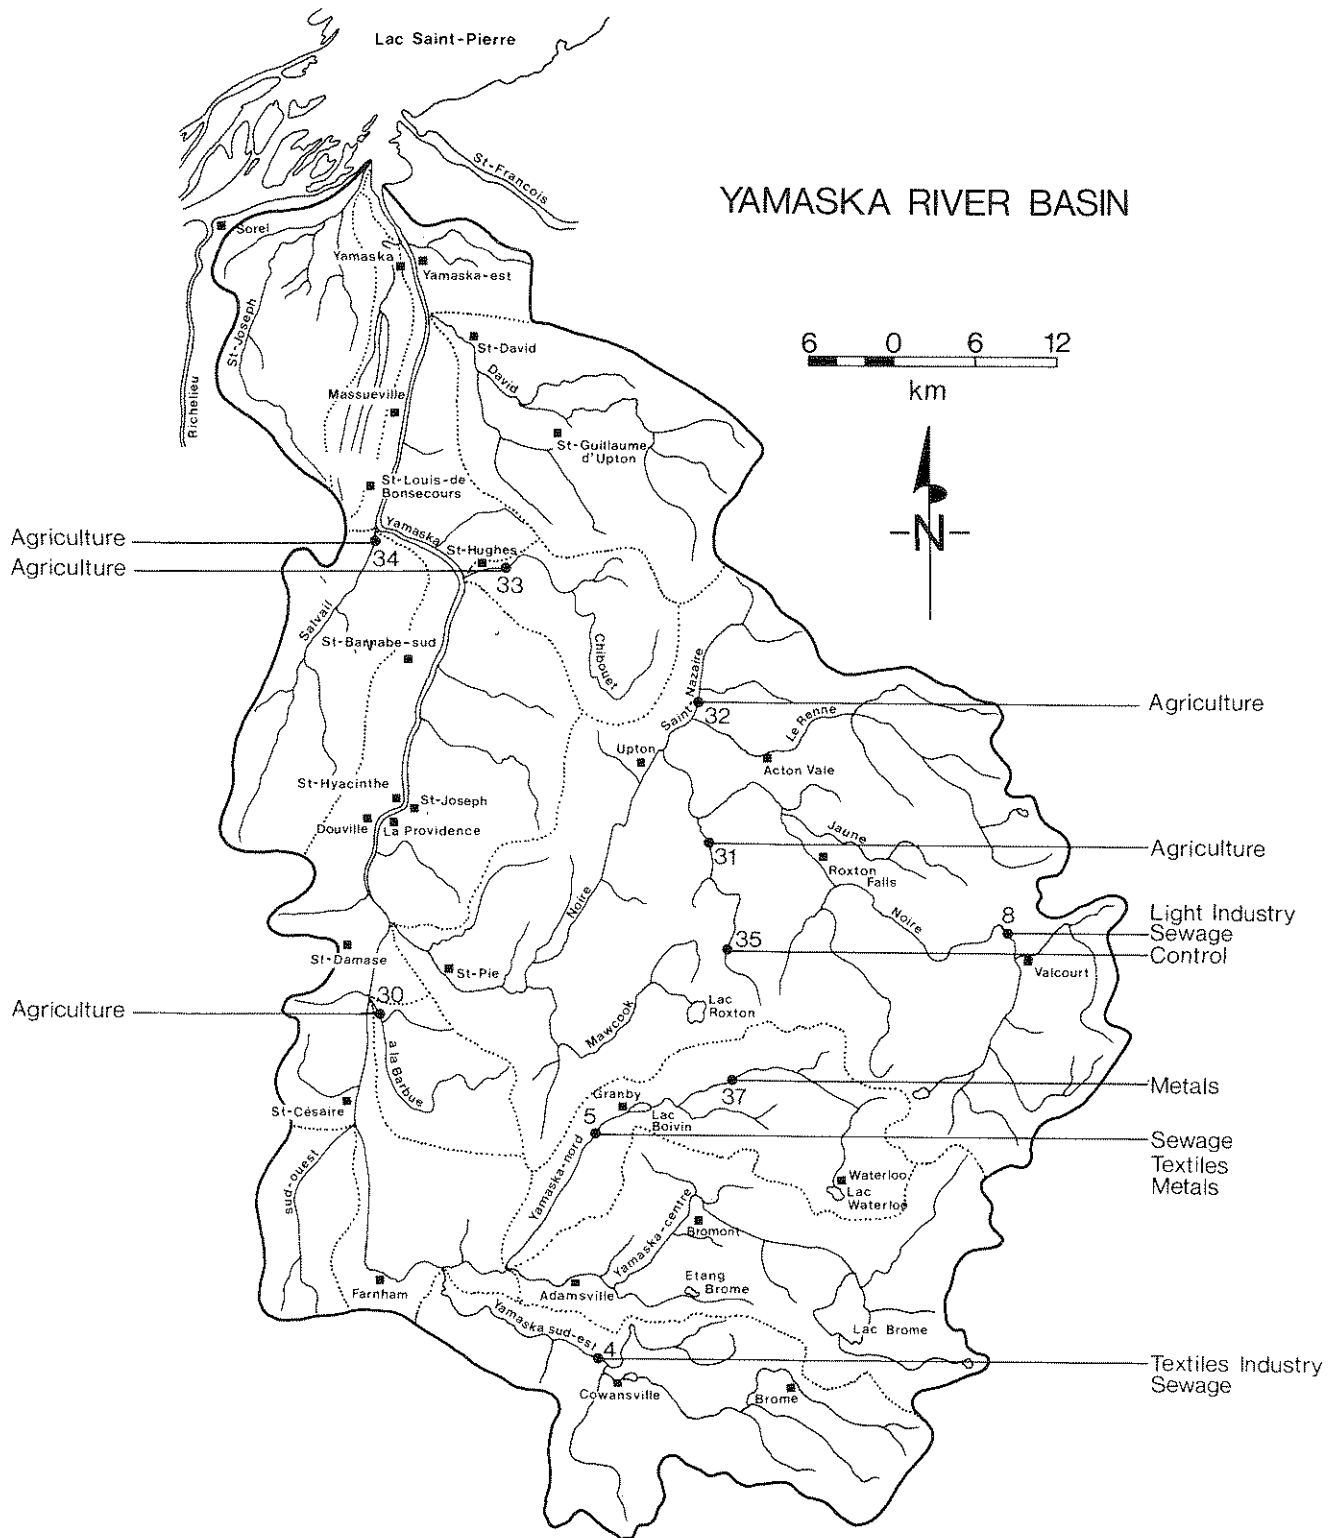 Lac Saint-Pierre
St-Francois
YAMASKA RIVER BASIN
Sorel
Yamaska
Yamaska-est
St-Joseph
Richelieu
St-David
David
6 0 6 12
km
Massueville
St-Guillaume
d'Upton
St-Louis-de
Bonsecours
-N-
Agriculture
Agriculture
34
Yamaska
St-Hughes
33
Salvail
St-Barnabe-sud
Chibouet
Saint-Nazaire
32
Agriculture
Le Renne
Upton
Acton Vale
St-Hyacinthe
St-Joseph
Douville
La Providence
31
Agriculture
Jaune
Roxton
Falls
Noire
Noire
8
Light Industry
Sewage
Control
35
Valcourt
St-Damase
St-Pie
30
Agriculture
Lac
Roxton
Mawcook
a la Barbue
37
Metals
Granby
Lac
Boivin
5
Sewage
Textiles
Metals
St-Césaire
sud-ouest
Yamaska-nord
Waterloo
Lac
Waterloo
Yamaska-centre
Bromont
Etang
Brome
Farnham
Adamsville
Lac Brome
Yamaska sud-est
4
Textiles Industry
Sewage
Cowansville
Brome